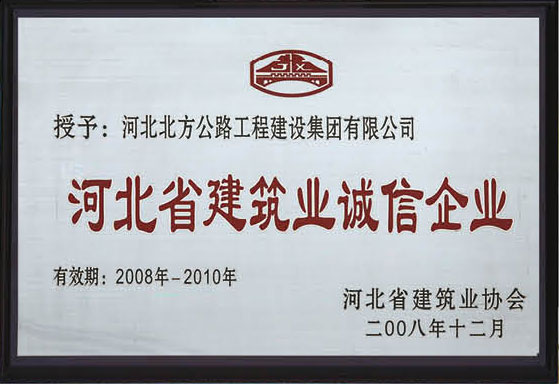 JX
授予：河北北方公路工程建设集团有限公司
河北省建筑业诚信企业
有效期：2008年-2010年
河北省建筑业协会
二00八年十二月